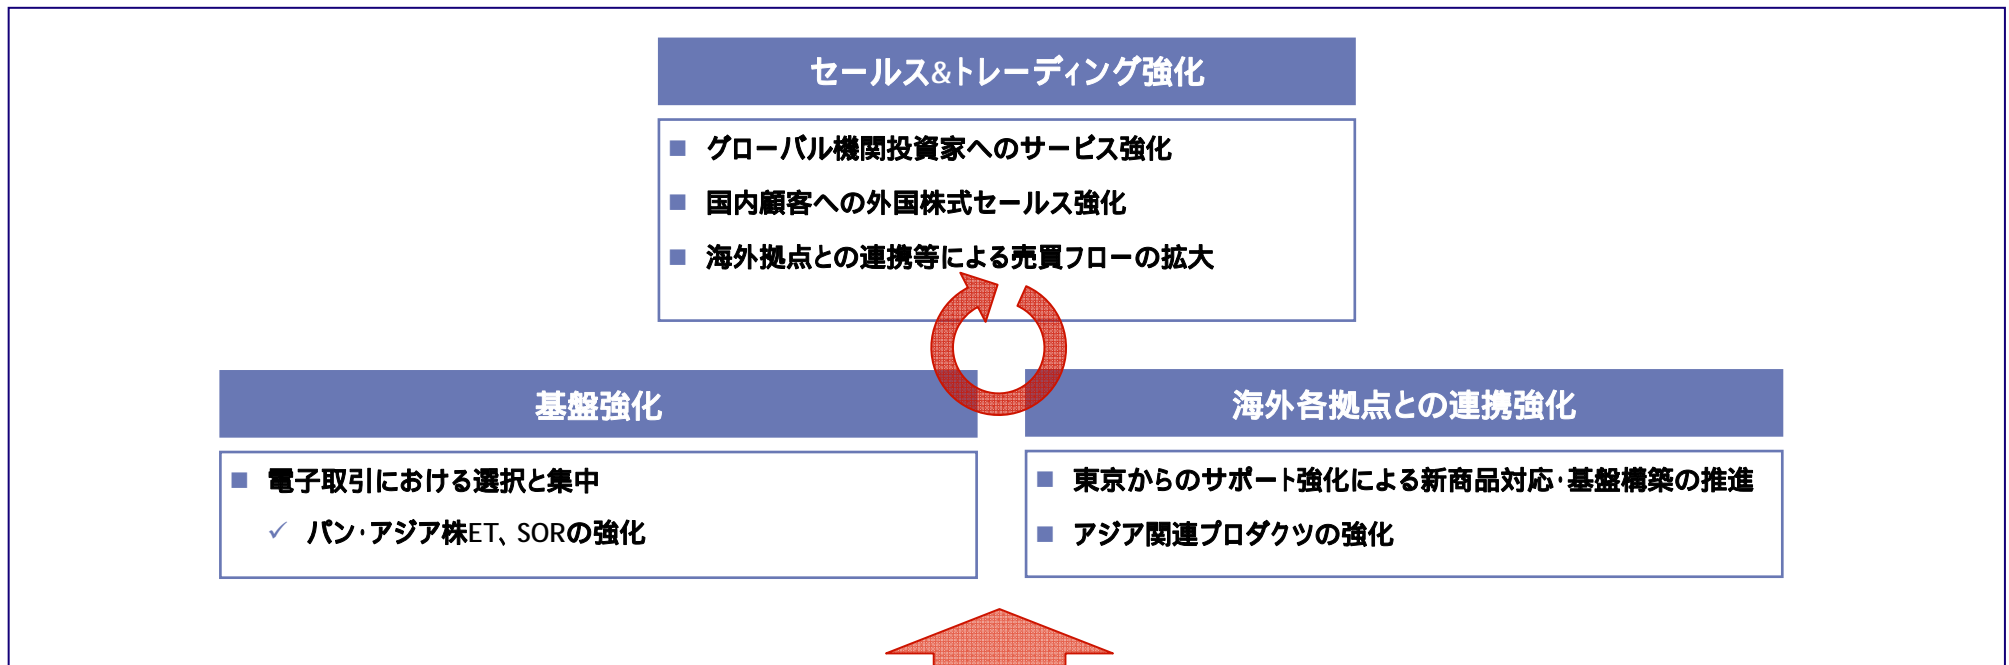 セールス&トレーディング強化
グローバル機関投資家へのサービス強化
国内顧客への外国株式セールス強化
海外拠点との連携等による売買フローの拡大
基盤強化
電子取引における選択と集中
✓ パン・アジア株ET、SORの強化
海外各拠点との連携強化
東京からのサポート強化による新商品対応・基盤構築の推進
アジア関連プロダクツの強化